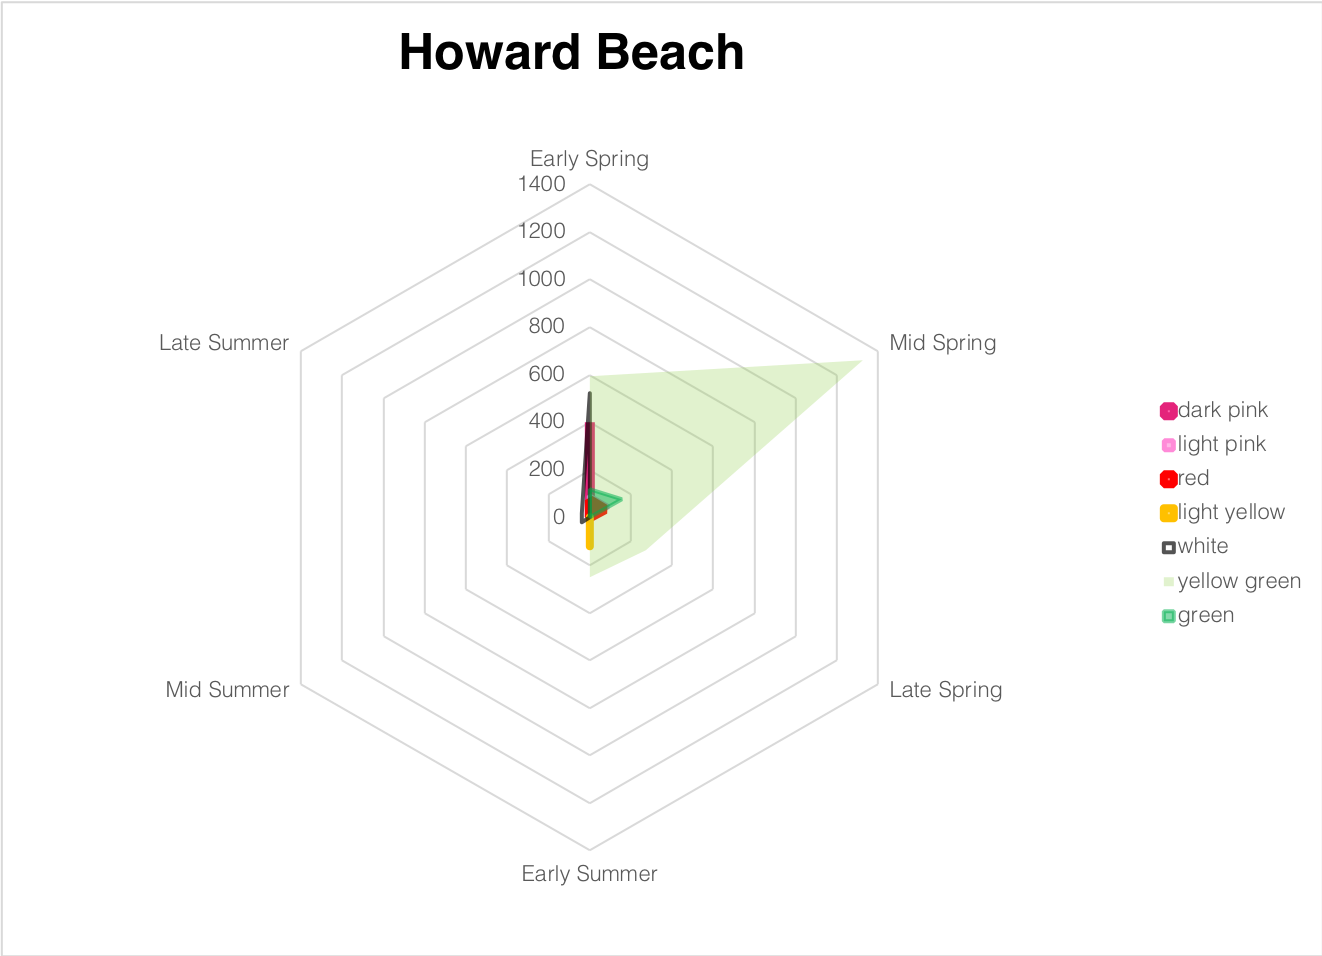 Howard Beach
Early Spring
1400
1200
1000
800
600
400
200
0
Late Summer
Mid Spring
Mid Summer
Late Spring
Early Summer
dark pink
light pink
red
light yellow
white
yellow green
green